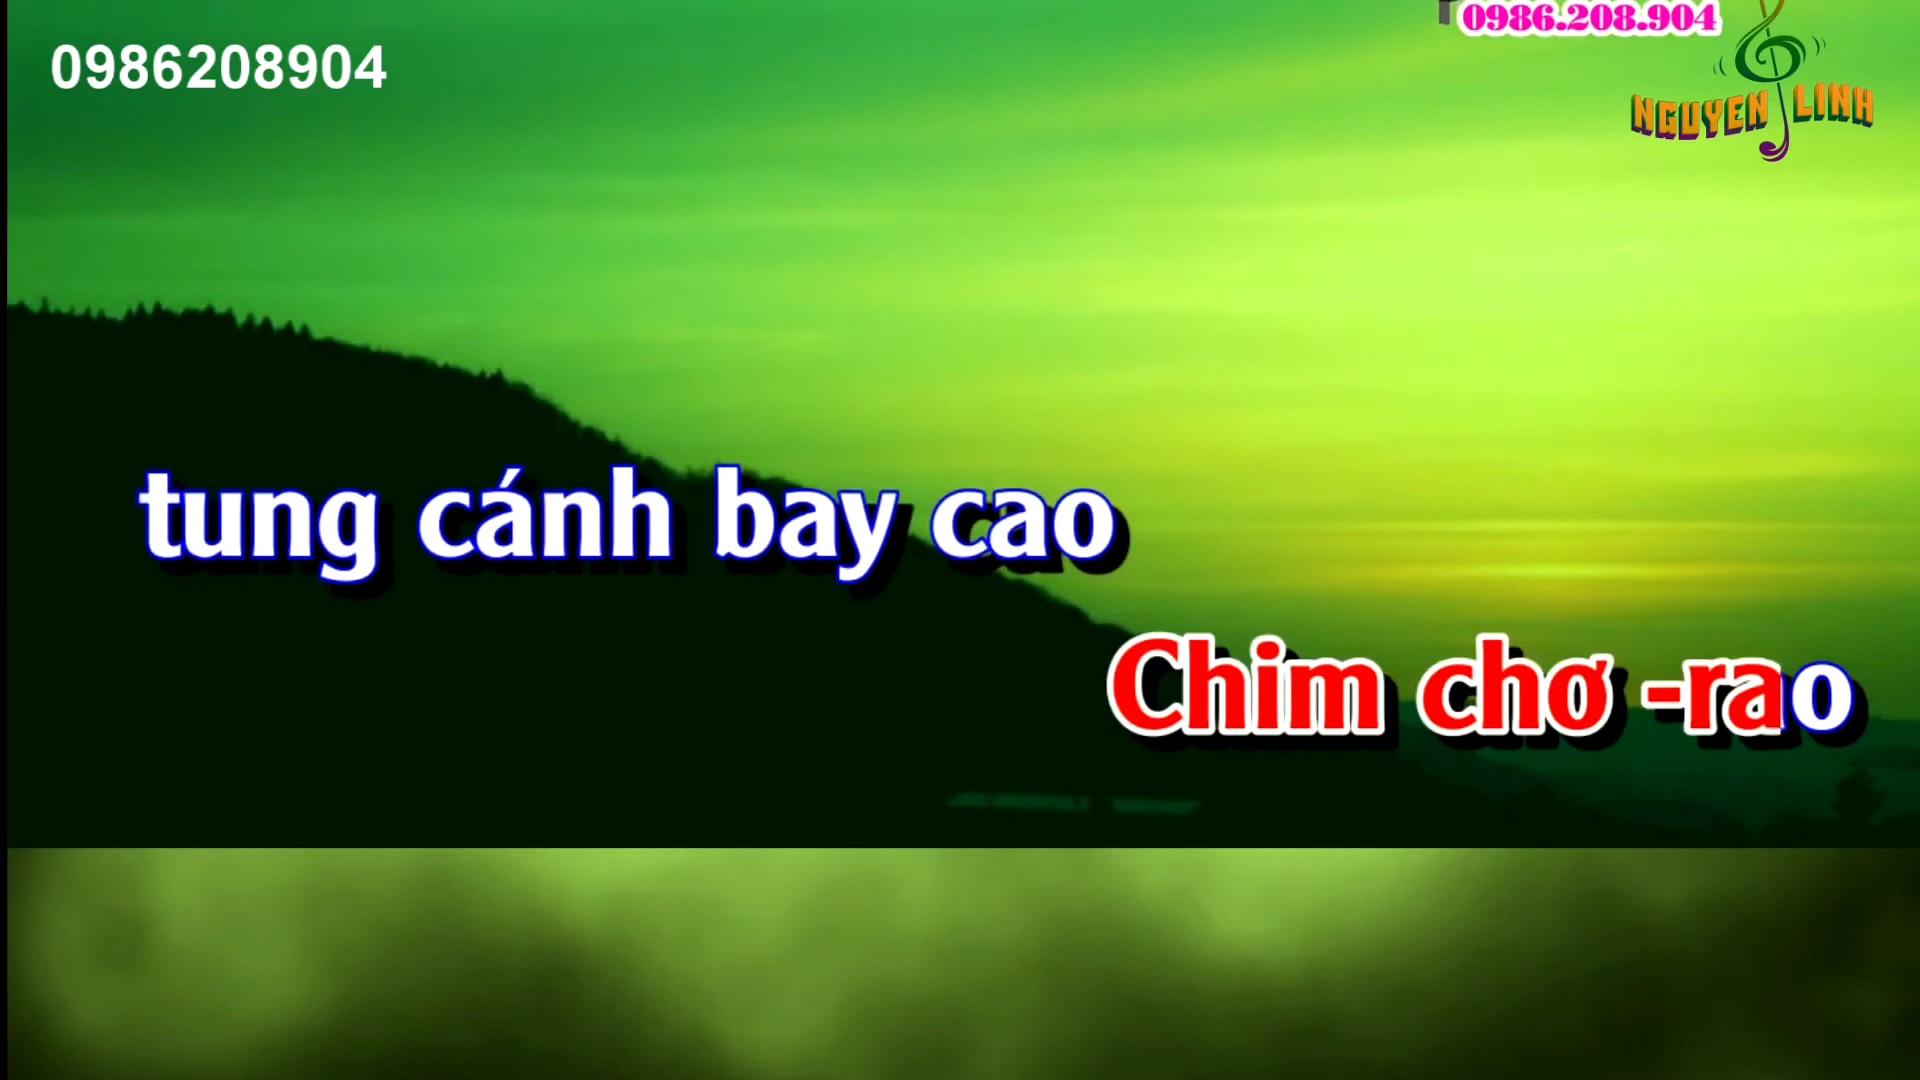 0986.208.904
0986208904
NGUYEN LINH
tung cánh bay cao
Chim chơ -rao